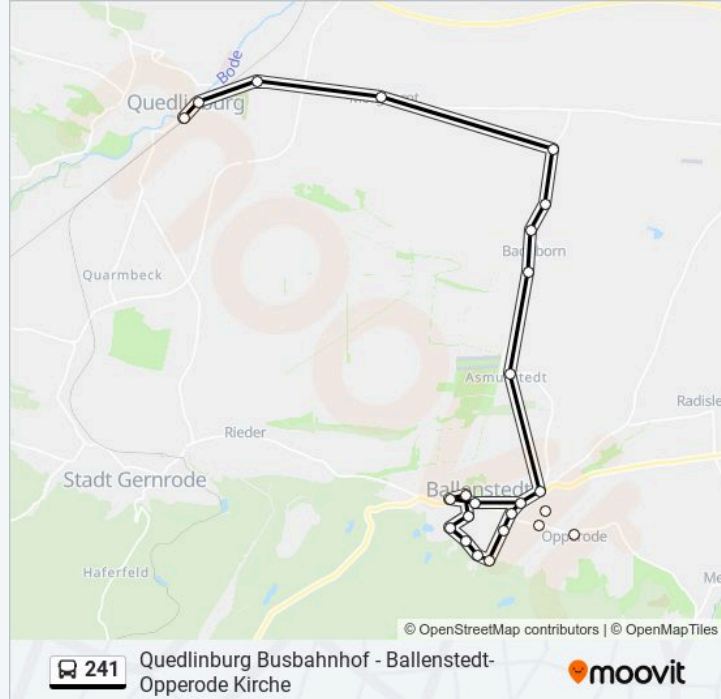 Bode
Quedlinburg
Morgenrot
Quarmbeck
Badeborn
Asmusstedt
Radisle
Rieder
Stadt Gernrode
Ballenstedt
Opperode
Haferfeld
Me
© OpenStreetMap contributors | © OpenMapTiles
241 Quedlinburg Busbahnhof - Ballenstedt-
Opperode Kirche
moovit